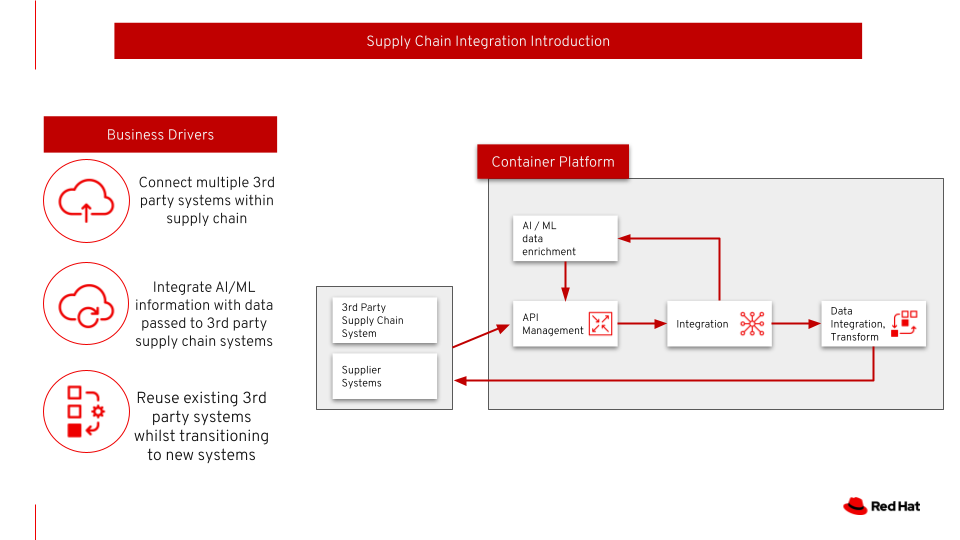 Supply Chain Integration Introduction
Business Drivers
Connect multiple 3rd
party systems within
supply chain
Integrate AI/ML
information with data
passed to 3rd party
supply chain systems
Reuse existing 3rd
party systems
whilst transitioning
to new systems
Container Platform
AI / ML
data
enrichment
3rd Party
Supply Chain
System
Supplier
Systems
API
Management
Integration
Data
Integration,
Transform
Red Hat